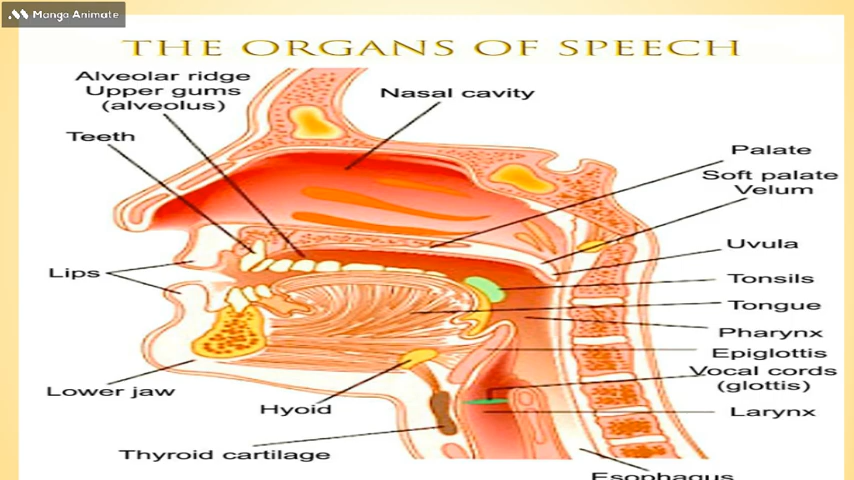 Manga Animate
THE ORGANS OF SPEECH
Alveolar ridge
Upper gums
(alveolus)
Nasal cavity
Teeth
Palate
Soft palate
Velum
Uvula
Lips
Tonsils
Tongue
Pharynx
Epiglottis
Vocal cords
(glottis)
Lower jaw
Hyoid
Larynx
Thyroid cartilage
Esophagus